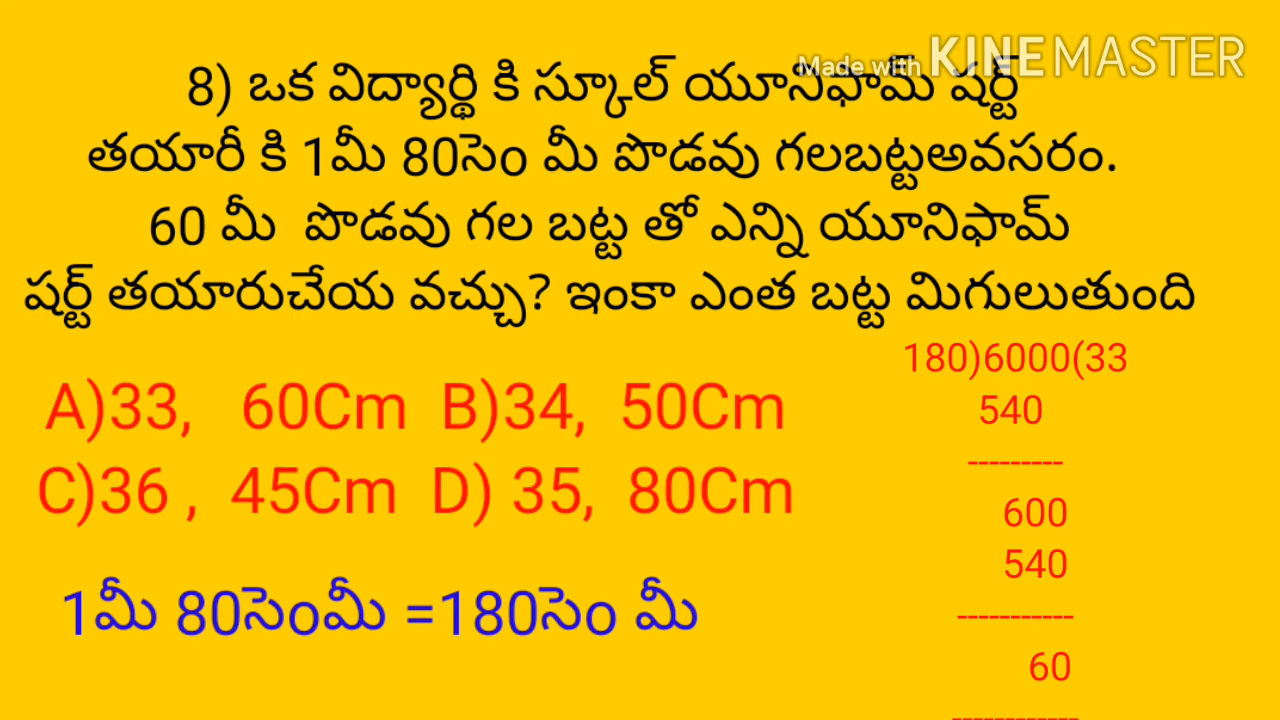 Made with KINEMASTER
8) ఒక విద్యార్థి కి స్కూల్ యూనిఫామ్ షర్ట్
తయారీ కి 1మీ 80సెం మీ పొడవు గలబట్టఅవసరం.
60 మీ పొడవు గల బట్ట తో ఎన్ని యూనిఫామ్
షర్ట్ తయారుచేయ వచ్చు? ఇంకా ఎంత బట్ట మిగులుతుంది
A)33, 60Cm B)34, 50Cm
C)36 , 45Cm D) 35, 80Cm
1మీ 80సెంమీ =180సెం మీ
180)6000(33
540
---------
600
540
-----------
60
------------